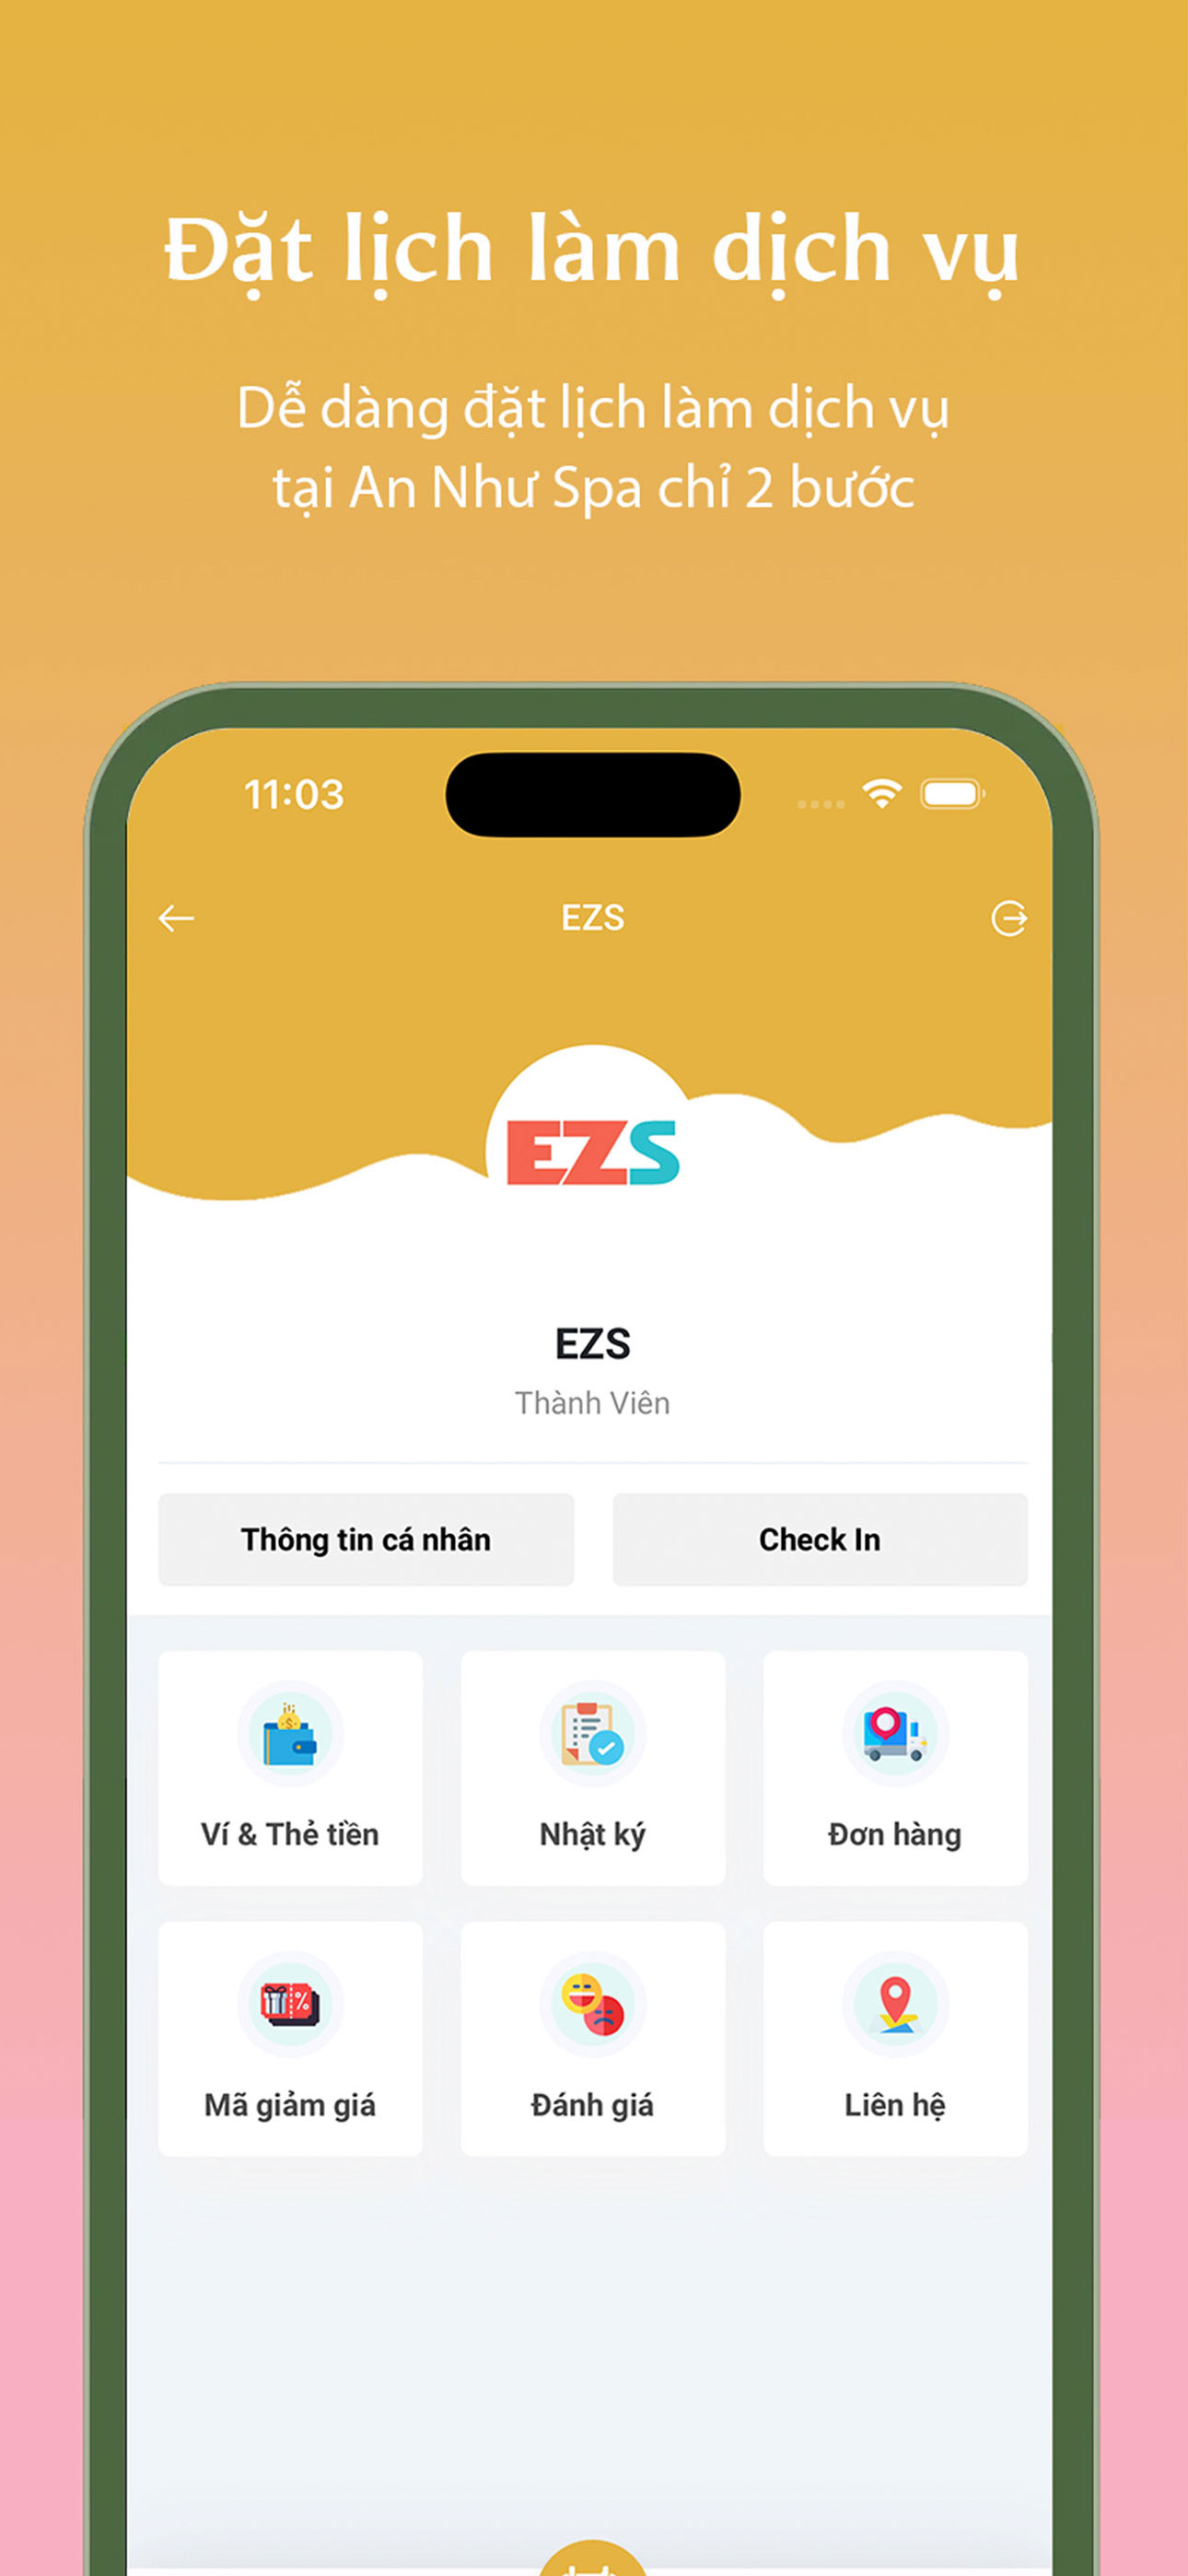 Đặt lịch làm dịch vụ
Dễ dàng đặt lịch làm dịch vụ
tại An Như Spa chỉ 2 bước
11:03
EZS
EZS
EZS
Thành Viên
Thông tin cá nhân
Check In
Ví & Thẻ tiền
Nhật ký
Đơn hàng
Mã giảm giá
Đánh giá
Liên hệ